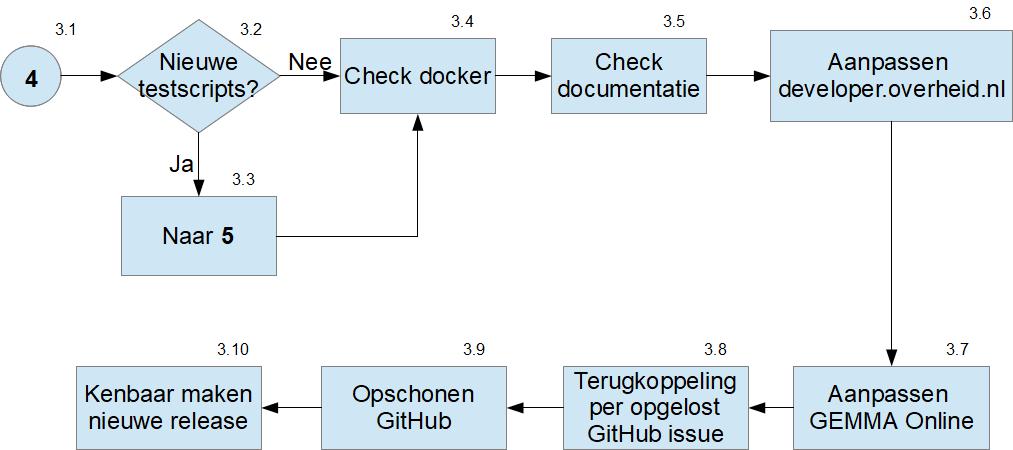 3.1
4
3.2
Nieuwe
testscripts?
Nee
Ja
3.3
Naar 5
3.4
Check docker
3.5
Check
documentatie
3.6
Aanpassen
developer.overheid.nl
3.7
Aanpassen
GEMMA Online
3.8
Terugkoppeling
per opgelost
GitHub issue
3.9
Opschonen
GitHub
3.10
Kenbaar maken
nieuwe release